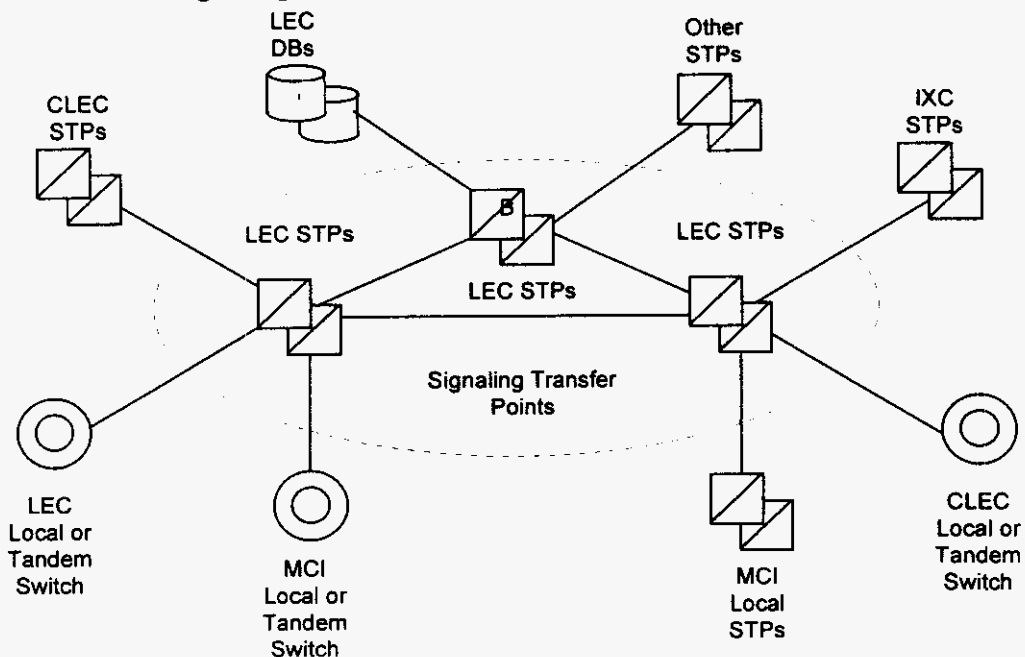 LEC
DBs
Other
STPs
CLEC
STPs
IXC
STPs
B
LEC STPs
LEC STPs
LEC STPs
Signaling Transfer
Points
LEC
Local or
Tandem
Switch
MCI
Local or
Tandem
Switch
MCI
Local
STPs
CLEC
Local or
Tandem
Switch